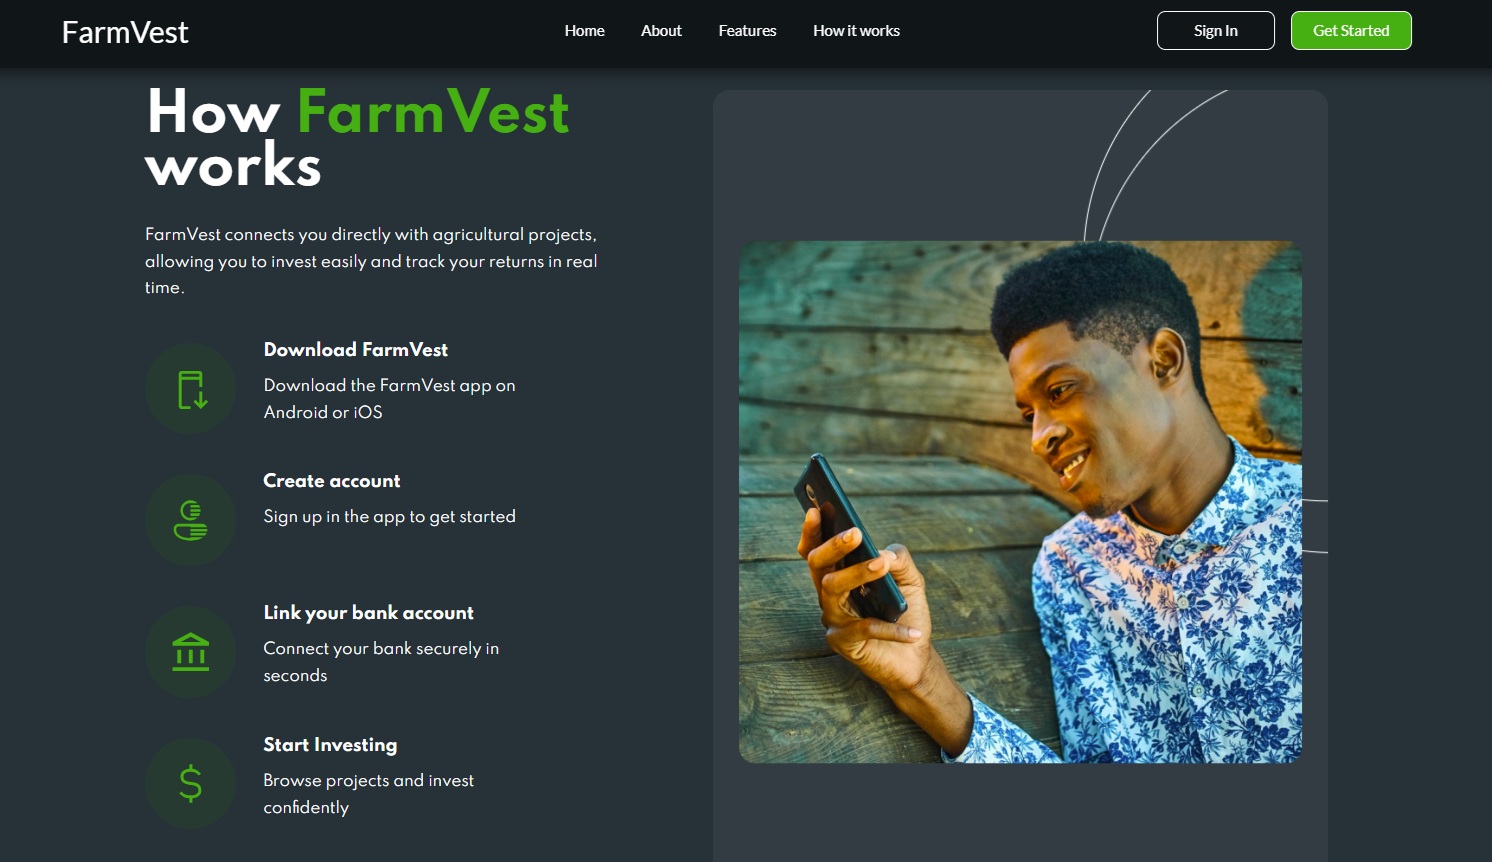 FarmVest
Home
About
Features
How it works
Sign In
Get Started
How FarmVest
works
FarmVest connects you directly with agricultural projects,
allowing you to invest easily and track your returns in real
time.
Download FarmVest
Download the FarmVest app on
Android or iOS
Create account
Sign up in the app to get started
Link your bank account
Connect your bank securely in
seconds
Start Investing
Browse projects and invest
confidently